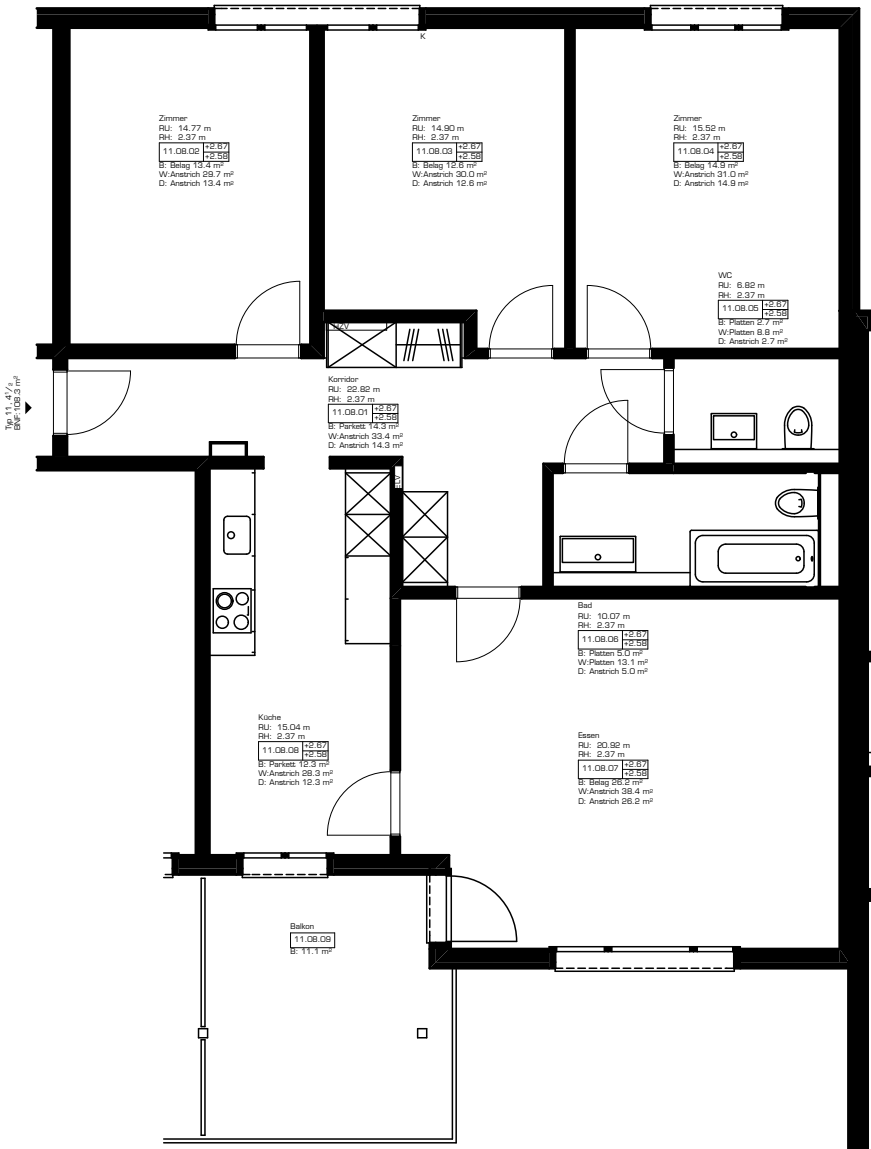 K
Zimmer
RU: 14.77 m
RH: 2.37 m
11.08.02 +2.67
+2.58
B: Belag 13.4 m²
W:Anstrich 29.7 m²
D: Anstrich 13.4 m²
Zimmer
RU: 14.90 m
RH: 2.37 m
11.08.03 +2.67
+2.58
B: Belag 12.6 m²
W:Anstrich 30.0 m²
D: Anstrich 12.6 m²
Zimmer
RU: 15.52 m
RH: 2.37 m
11.08.04 +2.67
+2.58
B: Belag 14.9 m²
W:Anstrich 31.0 m²
D: Anstrich 14.9 m²
WC
RU: 6.82 m
RH: 2.37 m
11.08.05 +2.67
+2.58
B: Platten 2.7 m²
W:Platten 8.8 m²
D: Anstrich 2.7 m²
Typ 11, 4¹/₂
BNF:108.3 m²
Korridor
RU: 22.82 m
RH: 2.37 m
11.08.01 +2.67
+2.58
B: Parkett 14.3 m²
W:Anstrich 33.4 m²
D: Anstrich 14.3 m²
ELV
Bad
RU: 10.07 m
RH: 2.37 m
11.08.06 +2.67
+2.58
B: Platten 5.0 m²
W:Platten 13.1 m²
D: Anstrich 5.0 m²
Küche
RU: 15.04 m
RH: 2.37 m
11.08.08 +2.67
+2.58
B: Parkett 12.3 m²
W:Anstrich 28.3 m²
D: Anstrich 12.3 m²
Essen
RU: 20.92 m
RH: 2.37 m
11.08.07 +2.67
+2.58
B: Belag 26.2 m²
W:Anstrich 38.4 m²
D: Anstrich 26.2 m²
Balkon
11.08.09
B: 11.1 m²